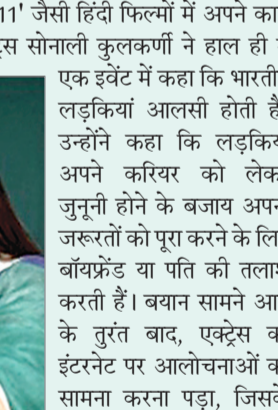 11' जैसी हिंदी फिल्मों में अपने का
स सोनाली कुलकर्णी ने हाल ही
एक इवेंट में कहा कि भारती
लड़कियां आलसी होती हैं
उन्होंने कहा कि लड़किय
अपने करियर को लेक
जुनूनी होने के बजाय अपन
जरूरतों को पूरा करने के लि
बॉयफ्रेंड या पति की तलाश
करती हैं। बयान सामने आ
के तुरंत बाद, एक्ट्रेस क
इंटरनेट पर आलोचनाओं क
सामना करना पड़ा, जिसक